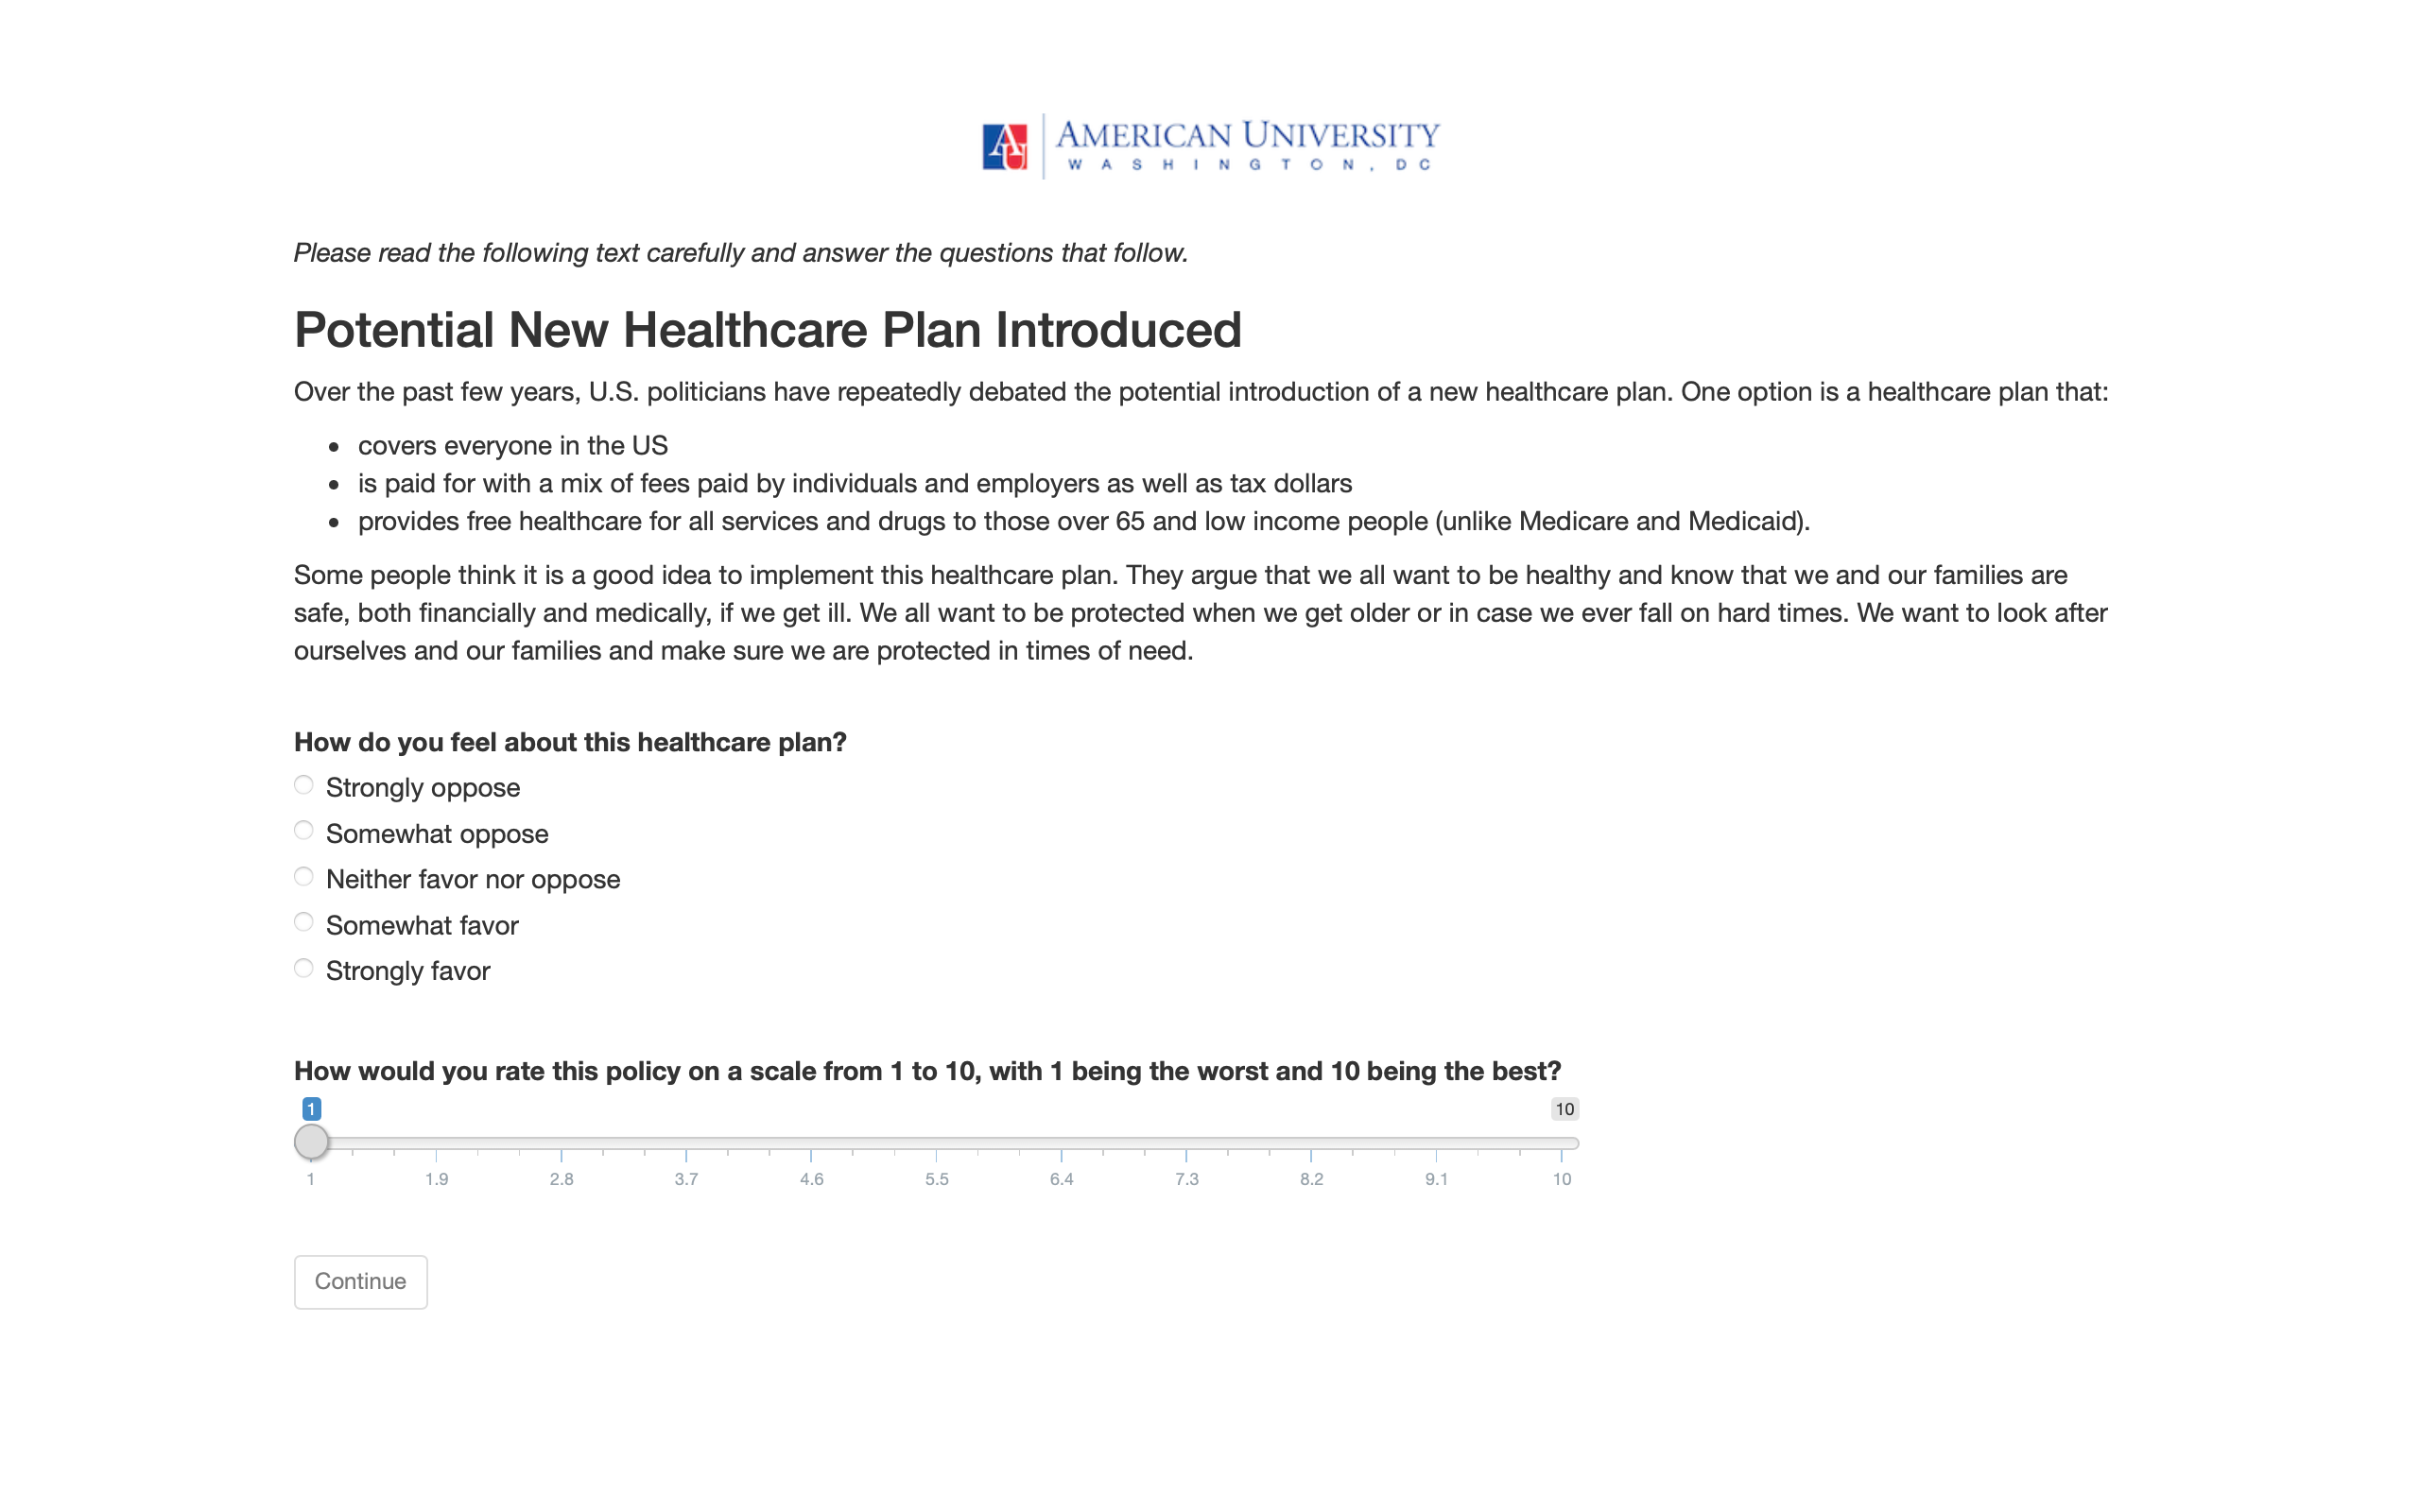 AU
AMERICAN UNIVERSITY
WASHINGTON, DC
Please read the following text carefully and answer the questions that follow.
Potential New Healthcare Plan Introduced
Over the past few years, U.S. politicians have repeatedly debated the potential introduction of a new healthcare plan. One option is a healthcare plan that:
• covers everyone in the US
• is paid for with a mix of fees paid by individuals and employers as well as tax dollars
• provides free healthcare for all services and drugs to those over 65 and low income people (unlike Medicare and Medicaid).
Some people think it is a good idea to implement this healthcare plan. They argue that we all want to be healthy and know that we and our families are
safe, both financially and medically, if we get ill. We all want to be protected when we get older or in case we ever fall on hard times. We want to look after
ourselves and our families and make sure we are protected in times of need.
How do you feel about this healthcare plan?
Strongly oppose
Somewhat oppose
Neither favor nor oppose
Somewhat favor
Strongly favor
How would you rate this policy on a scale from 1 to 10, with 1 being the worst and 10 being the best?
1 10
1 1.9 2.8 3.7 4.6 5.5 6.4 7.3 8.2 9.1 10
Continue